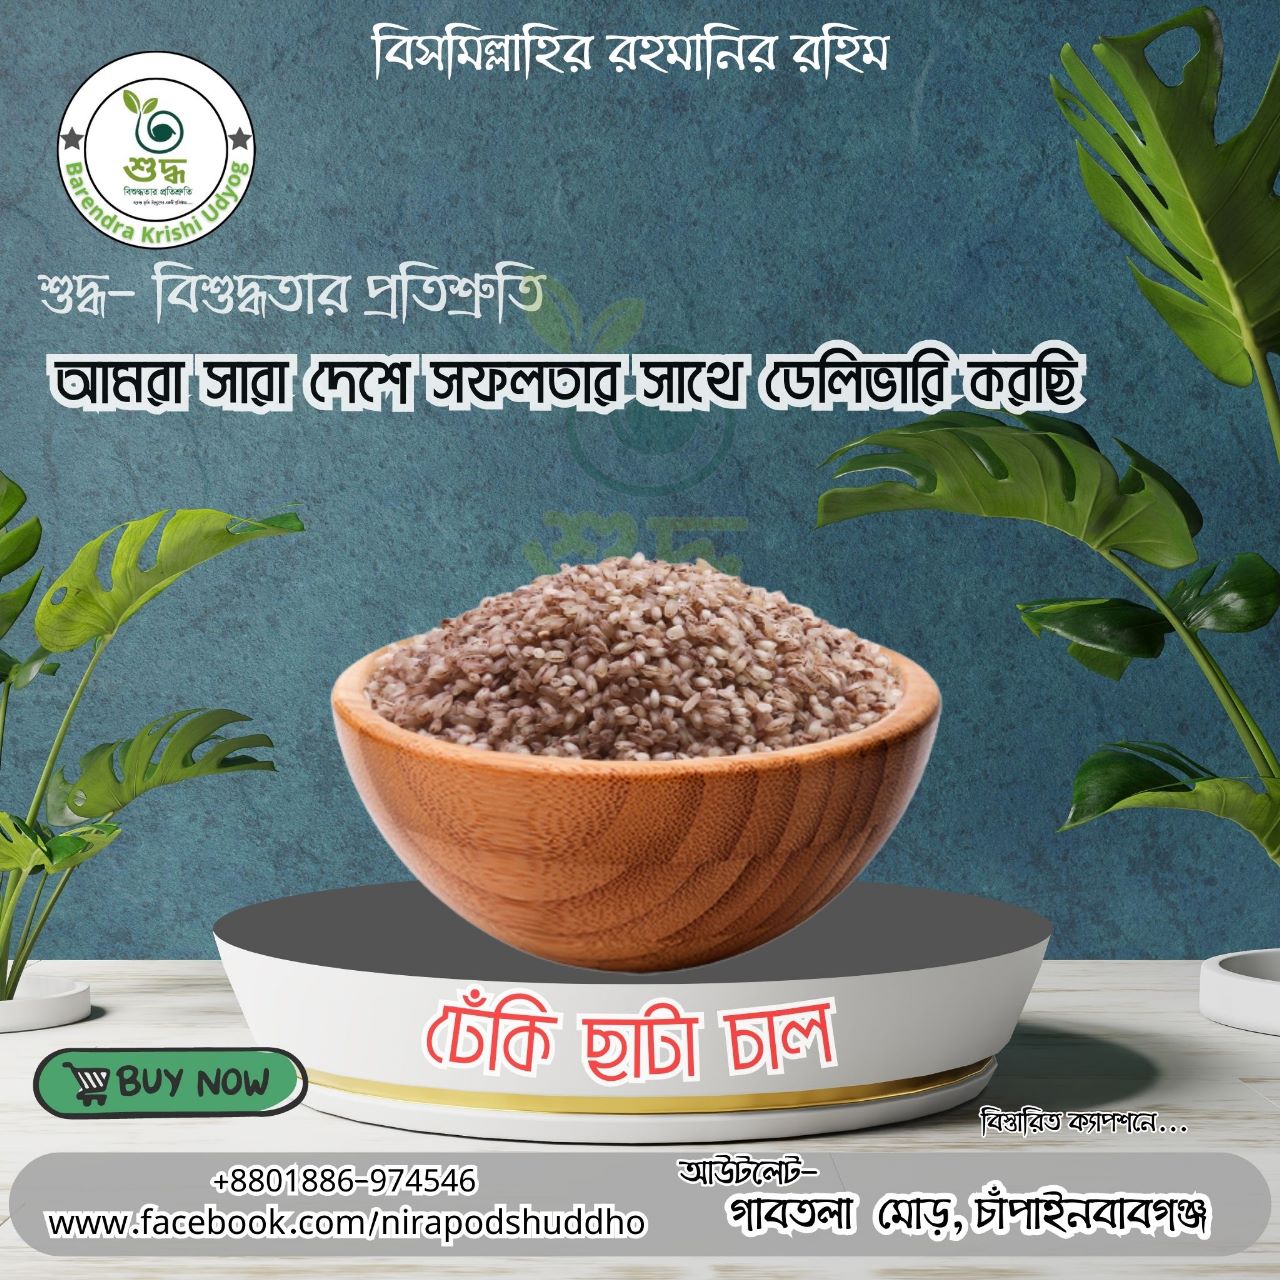 বিসমিল্লাহির রহমানির রহিম
শুদ্ধ
বিশুদ্ধতার প্রতিশ্রুতি
Barendra Krishi Udyog
শুদ্ধ- বিশুদ্ধতার প্রতিশ্রুতি
আমরা সারা দেশে সফলতার সাথে ডেলিভারি করছি
শুদ্ধ
ঢেঁকি ছাটা চাল
BUY NOW
বিস্তারিত ক্যাপশনে...
+8801886-974546
www.facebook.com/nirapodshuddho
আউটলেট-
গাবতলা মোড়, চাঁপাইনবাবগঞ্জ